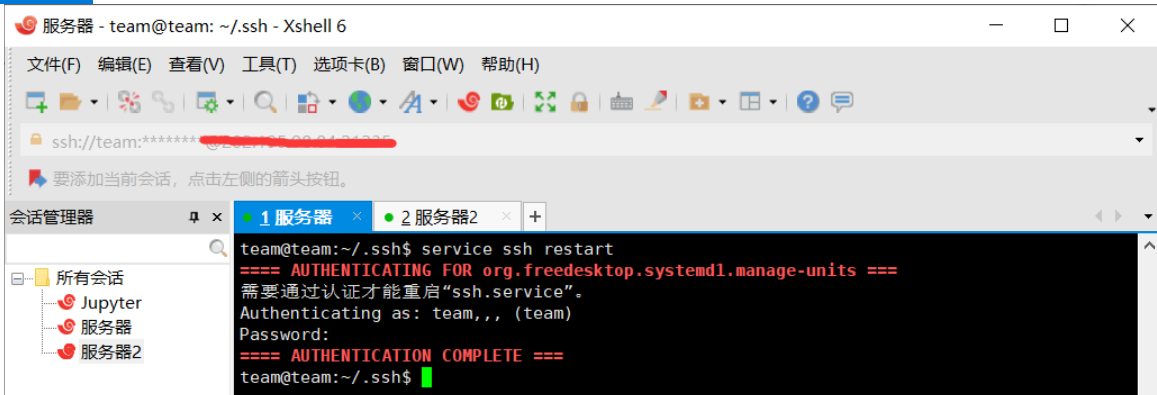 服务器 - team@team: ~/.ssh - Xshell 6
文件(F) 编辑(E) 查看(V) 工具(T) 选项卡(B) 窗口(W) 帮助(H)
ssh://team:********@
要添加当前会话，点击左侧的箭头按钮。
会话管理器
1 服务器
2 服务器2
所有会话
Jupyter
服务器
服务器2
team@team:~/.ssh$ service ssh restart
==== AUTHENTICATING FOR org.freedesktop.systemd1.manage-units ===
需要通过认证才能重启“ssh.service”。
Authenticating as: team,,, (team)
Password:
==== AUTHENTICATION COMPLETE ===
team@team:~/.ssh$